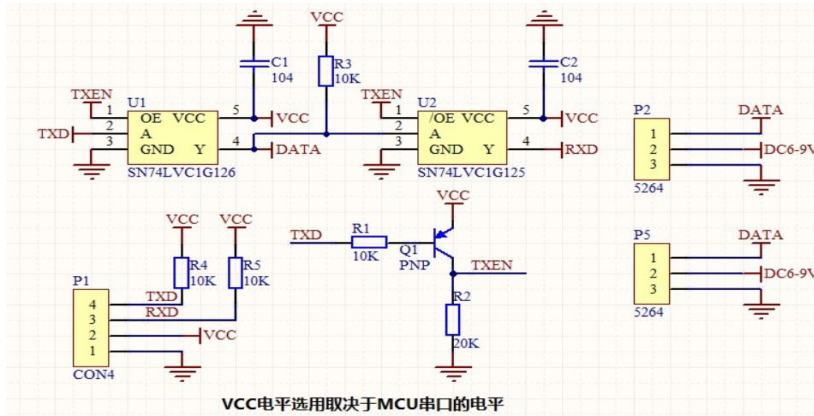 VCC
C1
104
R3
10K
C2
104
TXEN
U1
1
OE VCC
5
VCC
TXD
2
A
3
GND Y
4
DATA
SN74LVC1G126
TXEN
U2
1
/OE VCC
5
VCC
2
A
3
GND Y
4
RXD
SN74LVC1G125
P2
DATA
1
2
DC6-9V
3
5264
VCC
VCC
R4
10K
R5
10K
P1
4
TXD
3
RXD
2
VCC
1
CON4
VCC
TXD
R1
10K
Q1
PNP
TXEN
R2
20K
P5
DATA
1
2
DC6-9V
3
5264
VCC电平选用取决于MCU串口的电平